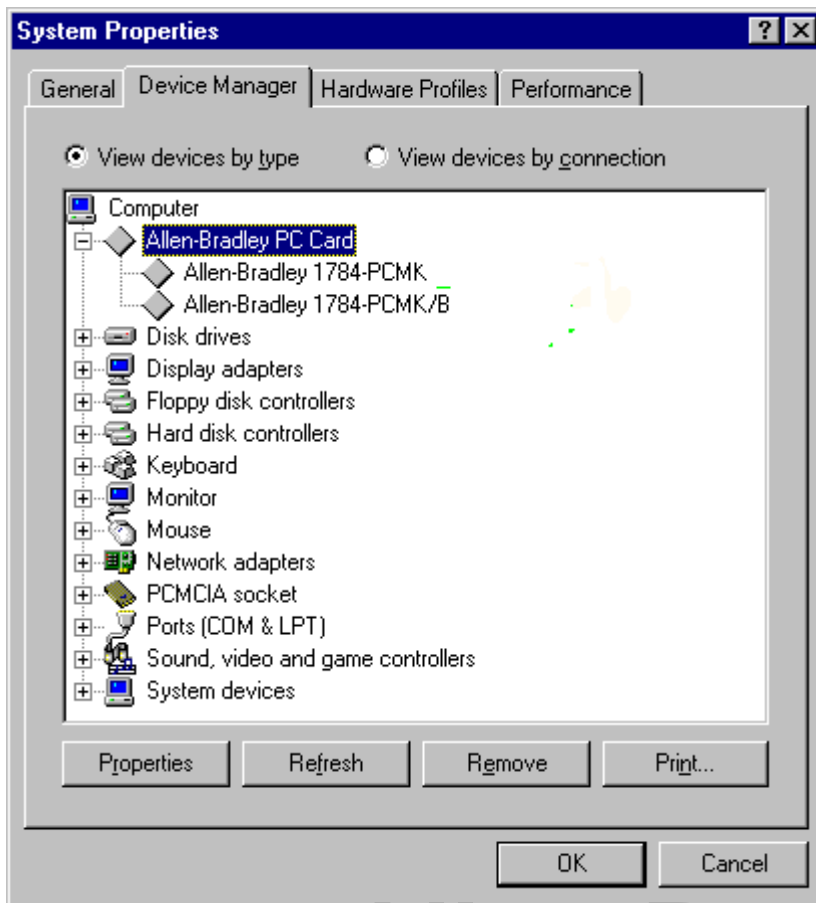 System Properties
General Device Manager Hardware Profiles Performance
View devices by type View devices by connection
Computer
Allen-Bradley PC Card
Allen-Bradley 1784-PCMK
Allen-Bradley 1784-PCMK/B
Disk drives
Display adapters
Floppy disk controllers
Hard disk controllers
Keyboard
Monitor
Mouse
Network adapters
PCMCIA socket
Ports (COM & LPT)
Sound, video and game controllers
System devices
Properties Refresh Remove Print...
OK Cancel